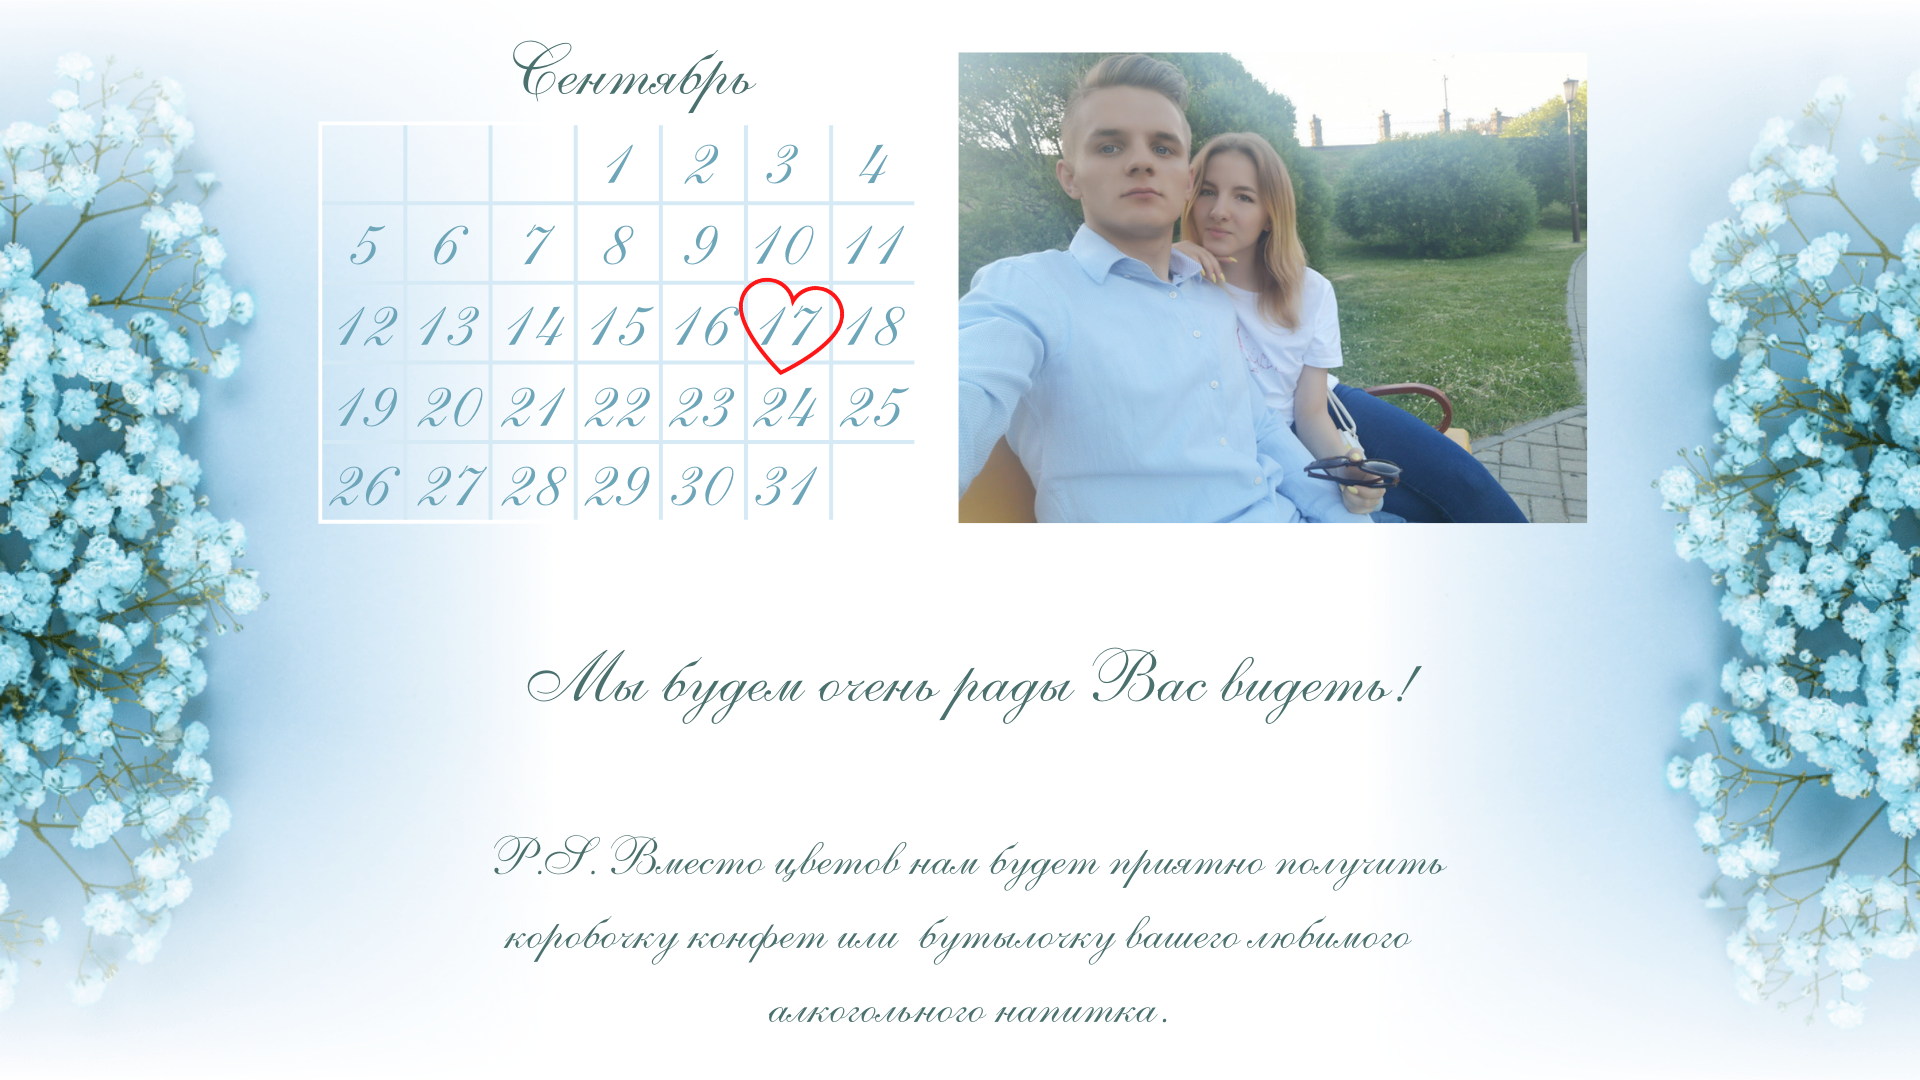 Сентябрь
1 2 3 4
5 6 7 8 9 10 11
12 13 14 15 16 17 18
19 20 21 22 23 24 25
26 27 28 29 30 31
Мы будем очень рады Вас видеть!
P.S. Вместо цветов нам будет приятно получить
коробочку конфет или бутылочку вашего любимого
алкогольного напитка.